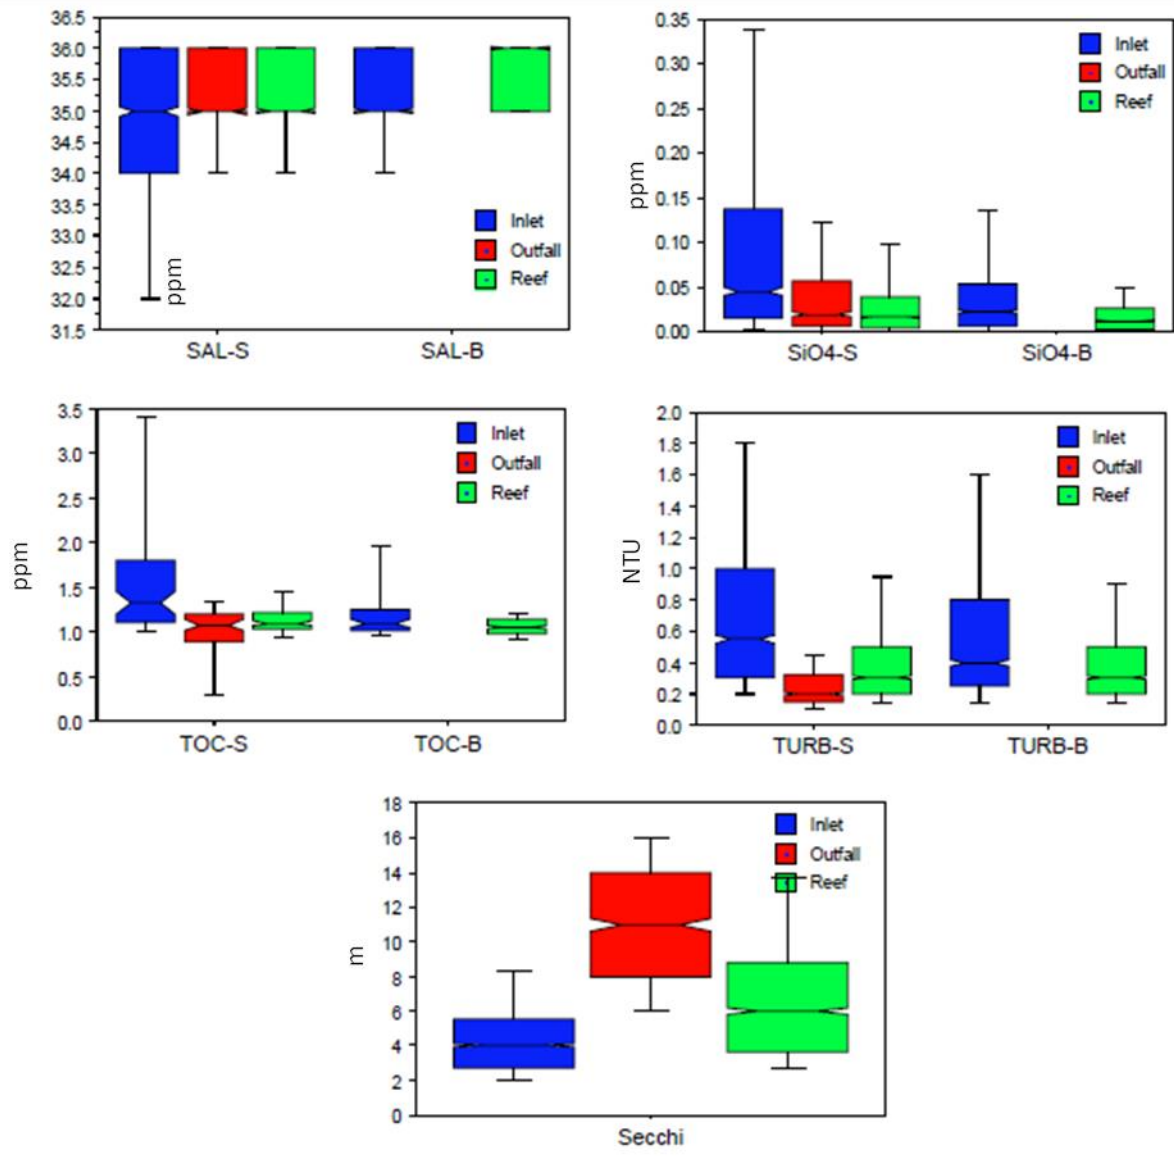 36.5
36.0
35.5
35.0
34.5
34.0
33.5
33.0
32.5
32.0
31.5
ppm
Inlet
Outfall
Reef
SAL-S SAL-B
0.35
0.30
0.25
0.20
0.15
0.10
0.05
0.00
ppm
Inlet
Outfall
Reef
SiO4-S SiO4-B
3.5
3.0
2.5
2.0
1.5
1.0
0.5
0.0
ppm
Inlet
Outfall
Reef
TOC-S TOC-B
2.0
1.8
1.6
1.4
1.2
1.0
0.8
0.6
0.4
0.2
0.0
NTU
Inlet
Outfall
Reef
TURB-S TURB-B
18
16
14
12
10
8
6
4
2
0
m
Inlet
Outfall
Reef
Secchi